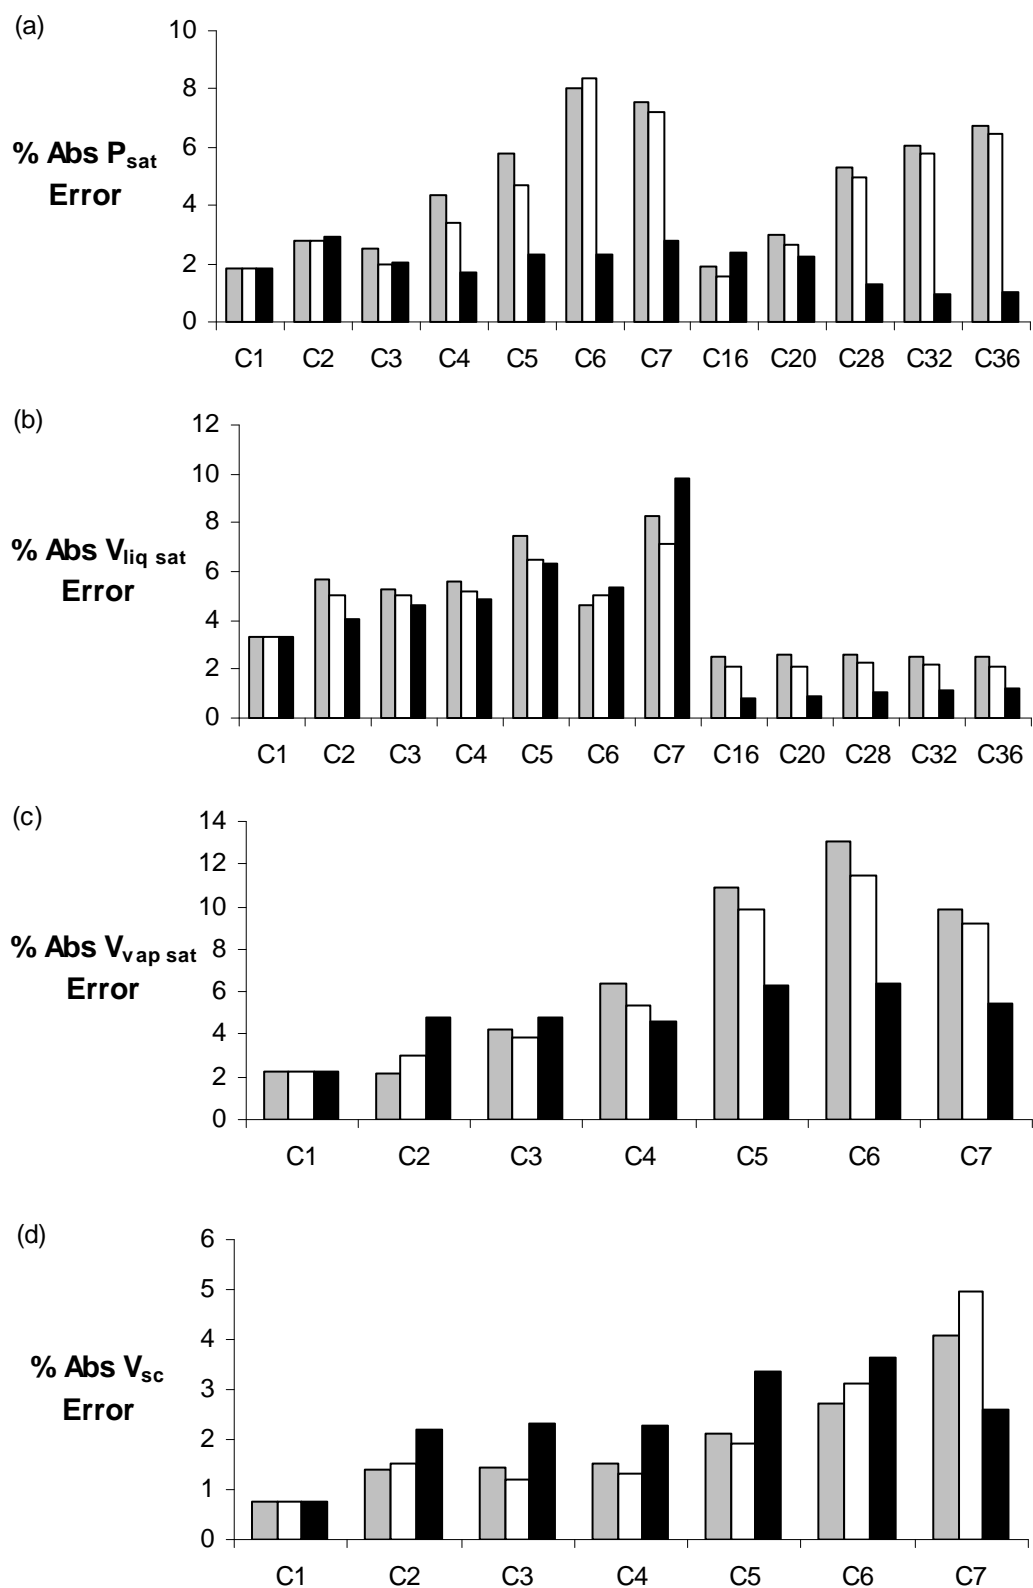 (a)
10
8
6
4
2
0
% Abs Psat
Error
C1 C2 C3 C4 C5 C6 C7 C16 C20 C28 C32 C36
(b)
12
10
8
6
4
2
0
% Abs Vliq sat
Error
C1 C2 C3 C4 C5 C6 C7 C16 C20 C28 C32 C36
(c)
14
12
10
8
6
4
2
0
% Abs Vvap sat
Error
C1 C2 C3 C4 C5 C6 C7
(d)
6
5
4
3
2
1
0
% Abs Vsc
Error
C1 C2 C3 C4 C5 C6 C7